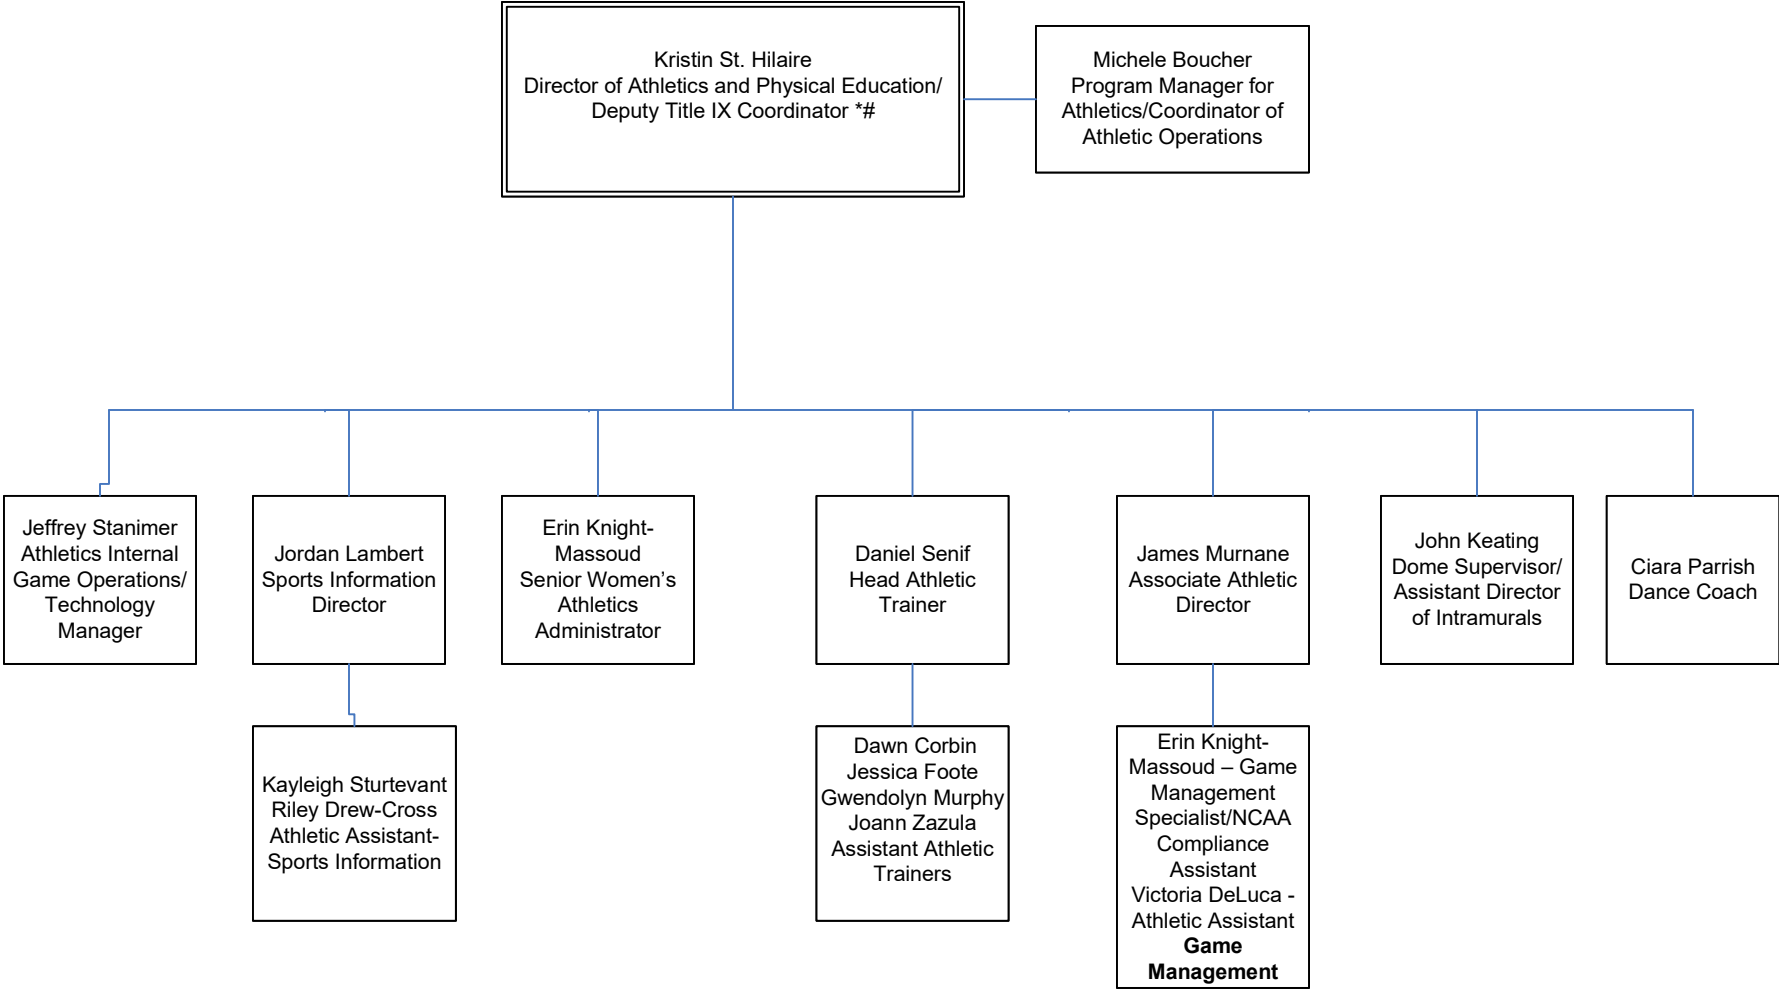 Kristin St. Hilaire
Director of Athletics and Physical Education/
Deputy Title IX Coordinator *#
Michele Boucher
Program Manager for
Athletics/Coordinator of
Athletic Operations
Jeffrey Stanimer
Athletics Internal
Game Operations/
Technology
Manager
Jordan Lambert
Sports Information
Director
Erin Knight-
Massoud
Senior Women’s
Athletics
Administrator
Daniel Senif
Head Athletic
Trainer
James Murnane
Associate Athletic
Director
John Keating
Dome Supervisor/
Assistant Director
of Intramurals
Ciara Parrish
Dance Coach
Kayleigh Sturtevant
Riley Drew-Cross
Athletic Assistant-
Sports Information
Dawn Corbin
Jessica Foote
Gwendolyn Murphy
Joann Zazula
Assistant Athletic
Trainers
Erin Knight-
Massoud – Game
Management
Specialist/NCAA
Compliance
Assistant
Victoria DeLuca -
Athletic Assistant
Game
Management